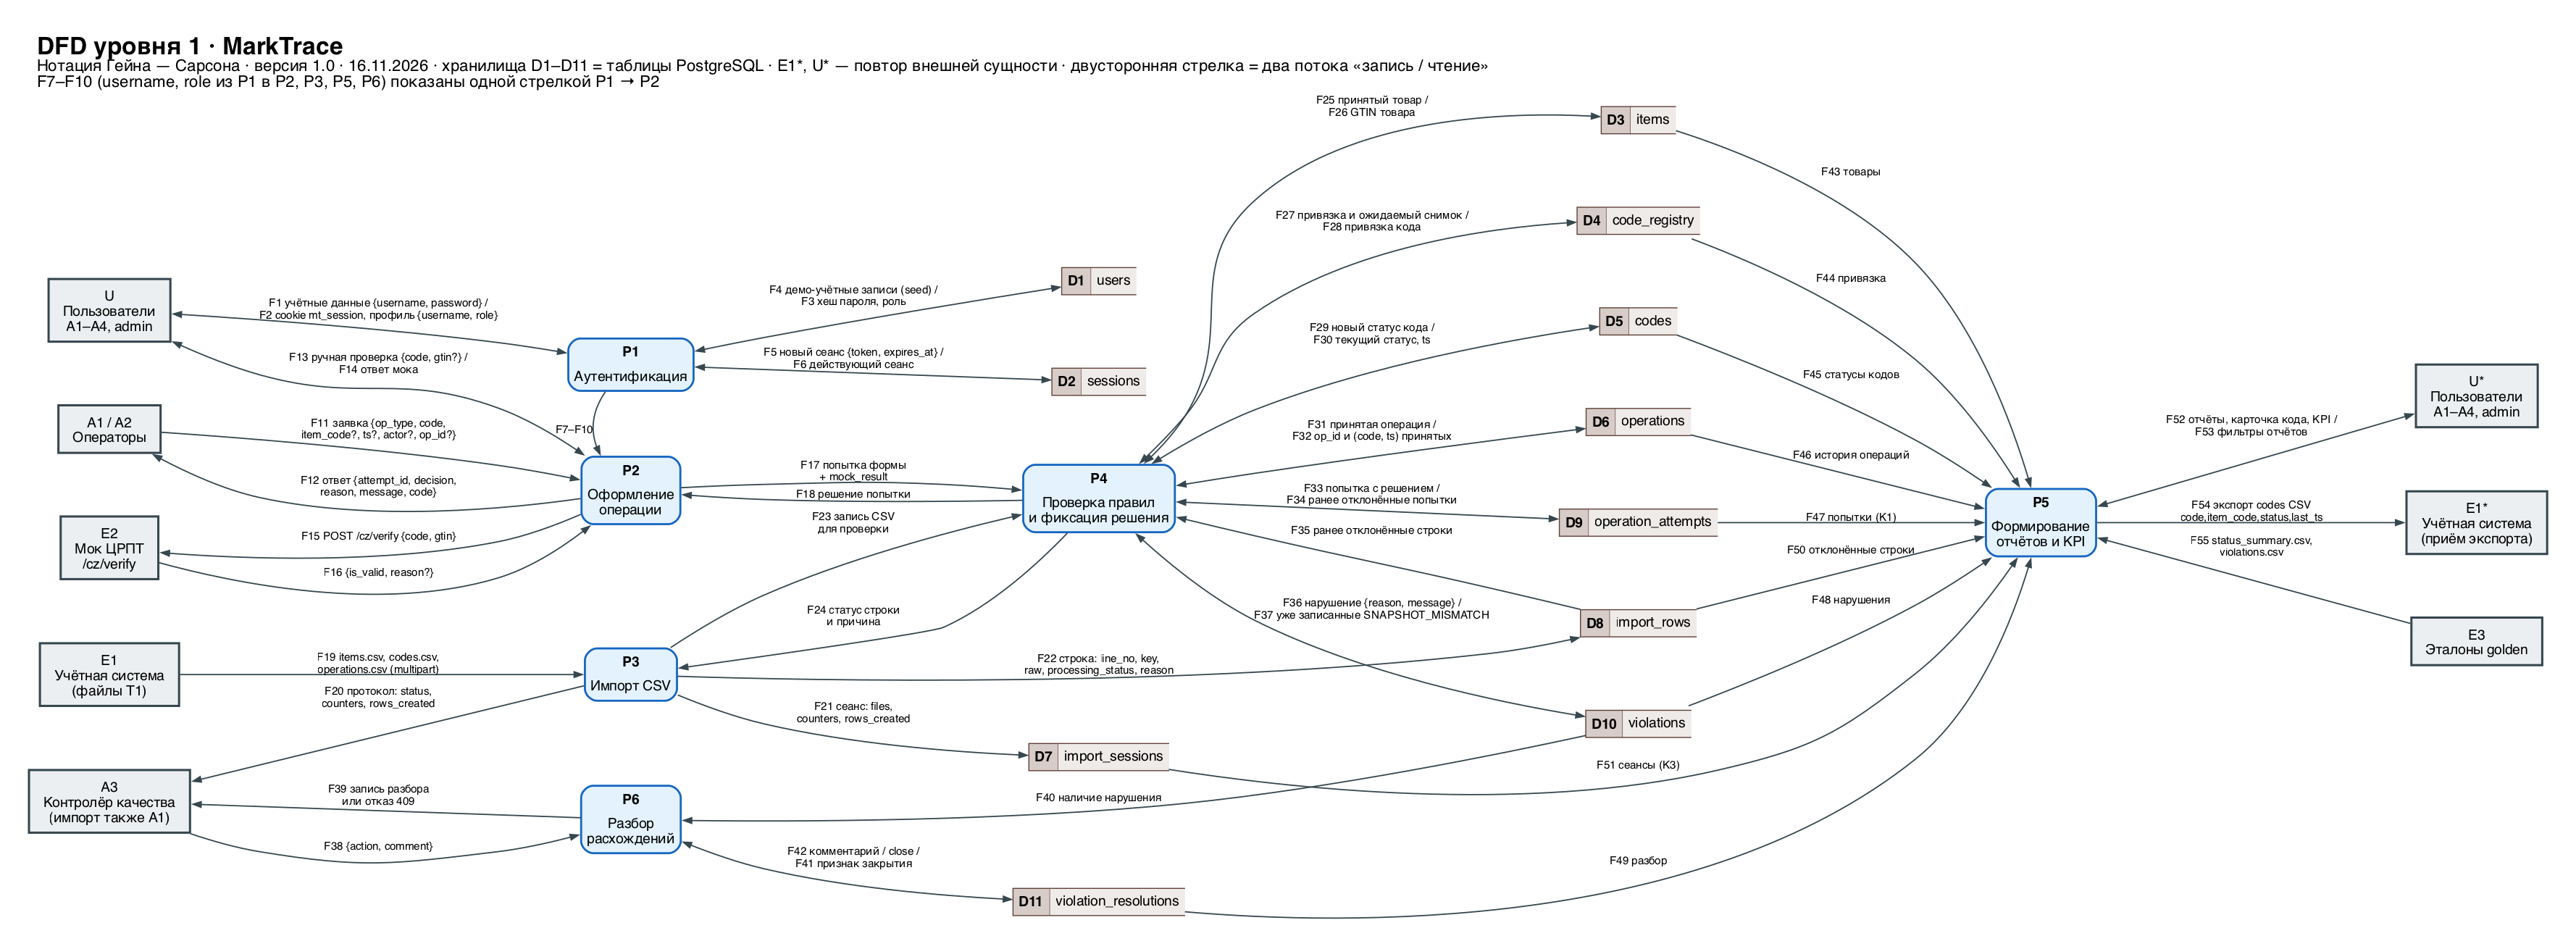 DFD уровня 1 · MarkTrace
Нотация Гейна — Сарсона · версия 1.0 · 16.11.2026 · хранилища D1–D11 = таблицы PostgreSQL · E1*, U* — повтор внешней сущности · двусторонняя стрелка = два потока «запись / чтение»
F7–F10 (username, role из P1 в P2, P3, P5, P6) показаны одной стрелкой P1 → P2
F25 принятый товар /
F26 GTIN товара
D3 items
F43 товары
F27 привязка и ожидаемый снимок /
F28 привязка кода
D4 code_registry
F44 привязка
U
Пользователи
A1–A4, admin
F1 учётные данные {username, password} /
F2 cookie mt_session, профиль {username, role}
F4 демо-учётные записи (seed) /
F3 хеш пароля, роль
D1 users
F13 ручная проверка {code, gtin?} /
F14 ответ мока
P1
Аутентификация
F5 новый сеанс {token, expires_at} /
F6 действующий сеанс
D2 sessions
F29 новый статус кода /
F30 текущий статус, ts
D5 codes
F45 статусы кодов
A1 / A2
Операторы
F11 заявка {op_type, code,
item_code?, ts?, actor?, op_id?}
F7–F10
F12 ответ {attempt_id, decision,
reason, message, code}
P2
Оформление
операции
F17 попытка формы
+ mock_result
F18 решение попытки
F31 принятая операция /
F32 op_id и (code, ts) принятых
D6 operations
F46 история операций
P4
Проверка правил
и фиксация решения
F33 попытка с решением /
F34 ранее отклонённые попытки
D9 operation_attempts
F47 попытки (K1)
F35 ранее отклонённые строки
F50 отклонённые строки
P5
Формирование
отчётов и KPI
F52 отчёты, карточка кода, KPI /
F53 фильтры отчётов
U*
Пользователи
A1–A4, admin
F54 экспорт codes CSV
code,item_code,status,last_ts
E1*
Учётная система
(приём экспорта)
F55 status_summary.csv,
violations.csv
E3
Эталоны golden
E2
Мок ЦРПТ
/cz/verify
F15 POST /cz/verify {code, gtin}
F16 {is_valid, reason?}
F23 запись CSV
для проверки
F24 статус строки
и причина
F36 нарушение {reason, message} /
F37 уже записанные SNAPSHOT_MISMATCH
D8 import_rows
F48 нарушения
E1
Учётная система
(файлы T1)
F19 items.csv, codes.csv,
operations.csv (multipart)
P3
Импорт CSV
F22 строка: line_no, key,
raw, processing_status, reason
F20 протокол: status,
counters, rows_created
F21 сеанс: files,
counters, rows_created
D10 violations
D7 import_sessions
F51 сеансы (K3)
A3
Контролёр качества
(импорт также A1)
F39 запись разбора
или отказ 409
P6
Разбор
расхождений
F40 наличие нарушения
F38 {action, comment}
F42 комментарий / close /
F41 признак закрытия
D11 violation_resolutions
F49 разбор